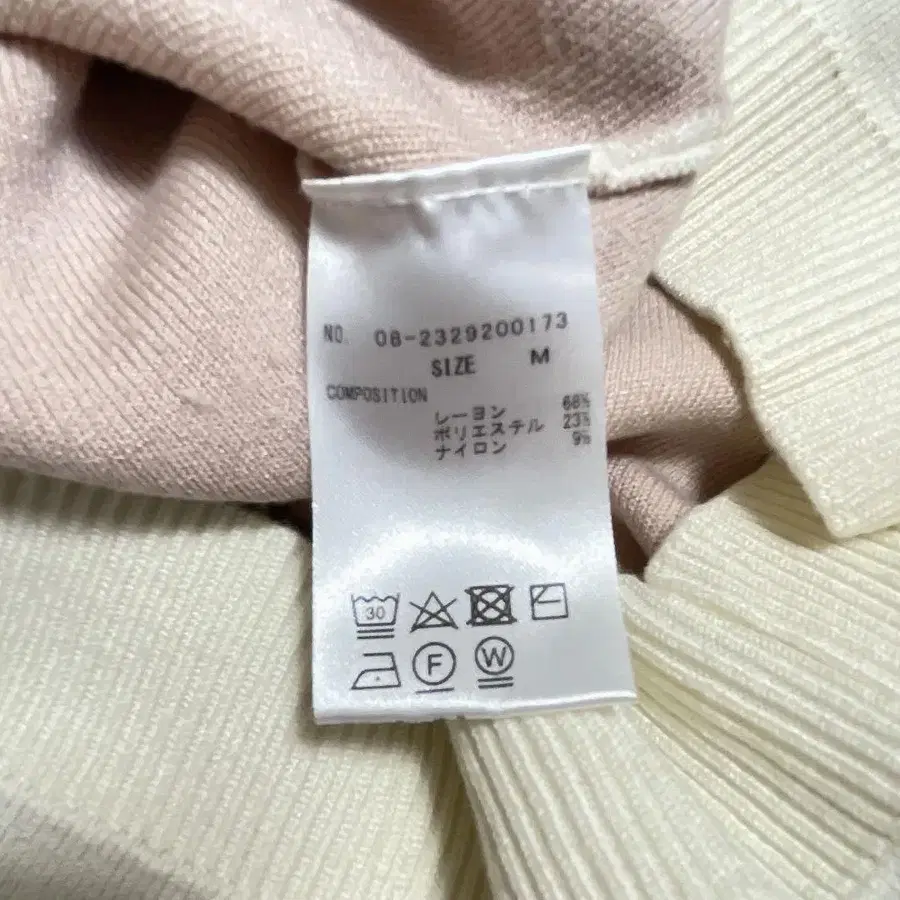 NO. 08-2329200173
SIZE M
COMPOSITION
レーヨン 68%
ポリエステル 23%
ナイロン 9%
30
F W